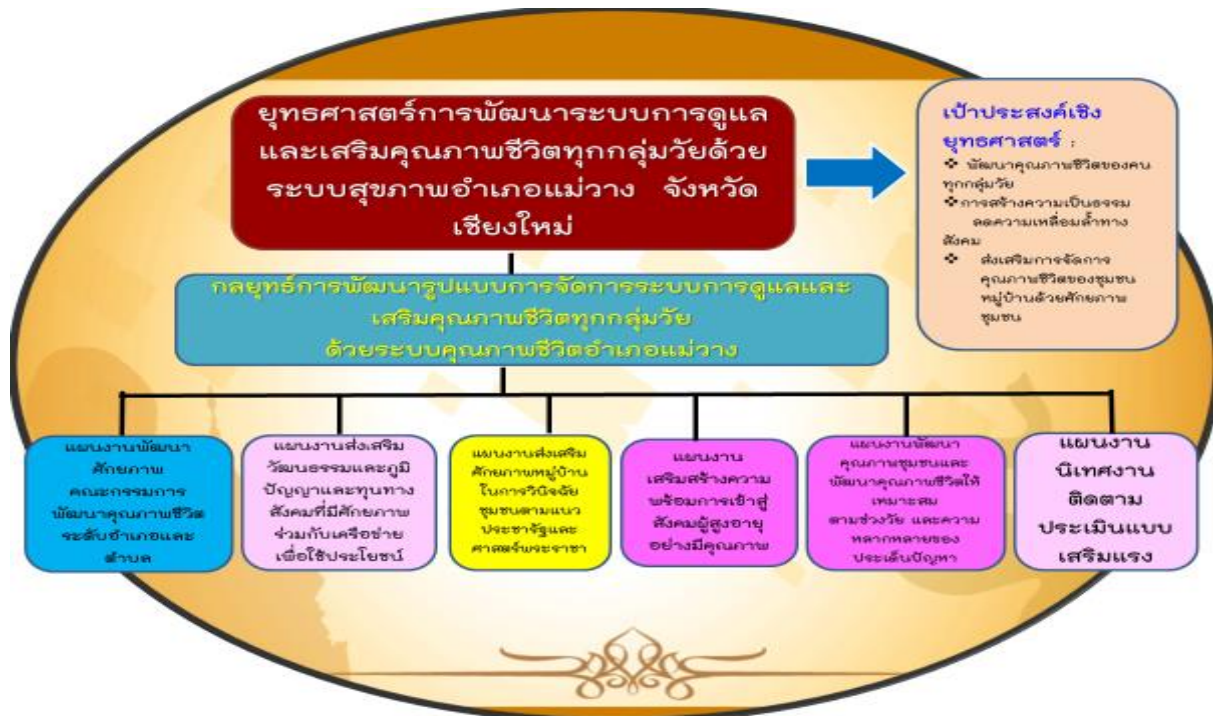 ยุทธศาสตร์การพัฒนาระบบการดูแล
และเสริมคุณภาพชีวิตทุกกลุ่มวัยด้วย
ระบบสุขภาพอำเภอแม่วาง จังหวัด
เชียงใหม่
เป้าประสงค์เชิง
ยุทธศาสตร์ :
❖ พัฒนาคุณภาพชีวิตของคน
ทุกกลุ่มวัย
❖การสร้างความเป็นธรรม
ลดความเหลื่อมล้ำทาง
สังคม
❖ ส่งเสริมการจัดการ
คุณภาพชีวิตของชุมชน
หมู่บ้านด้วยศักยภาพ
ชุมชน
กลยุทธ์การพัฒนารูปแบบการจัดการระบบการดูแลและ
เสริมคุณภาพชีวิตทุกกลุ่มวัย
ด้วยระบบคุณภาพชีวิตอำเภอแม่วาง
แผนงานพัฒนา
ศักยภาพ
คณะกรรมการ
พัฒนาคุณภาพชีวิต
ระดับอำเภอและ
ตำบล
แผนงานส่งเสริม
วัฒนธรรมและภูมิ
ปัญญาและทุนทาง
สังคมที่มีศักยภาพ
ร่วมกับเครือข่าย
เพื่อใช้ประโยชน์
แผนงานส่งเสริม
ศักยภาพหมู่บ้าน
ในการวินิจฉัย
ชุมชนตามแนว
ประชารัฐและ
ศาสตร์พระราชา
แผนงาน
เสริมสร้างความ
พร้อมการเข้าสู่
สังคมผู้สูงอายุ
อย่างมีคุณภาพ
แผนงานพัฒนา
คุณภาพชุมชนและ
พัฒนาคุณภาพชีวิตให้
เหมาะสม
ตามช่วงวัย และความ
หลากหลายของ
ประเด็นปัญหา
แผนงาน
นิเทศงาน
ติดตาม
ประเมินแบบ
เสริมแรง